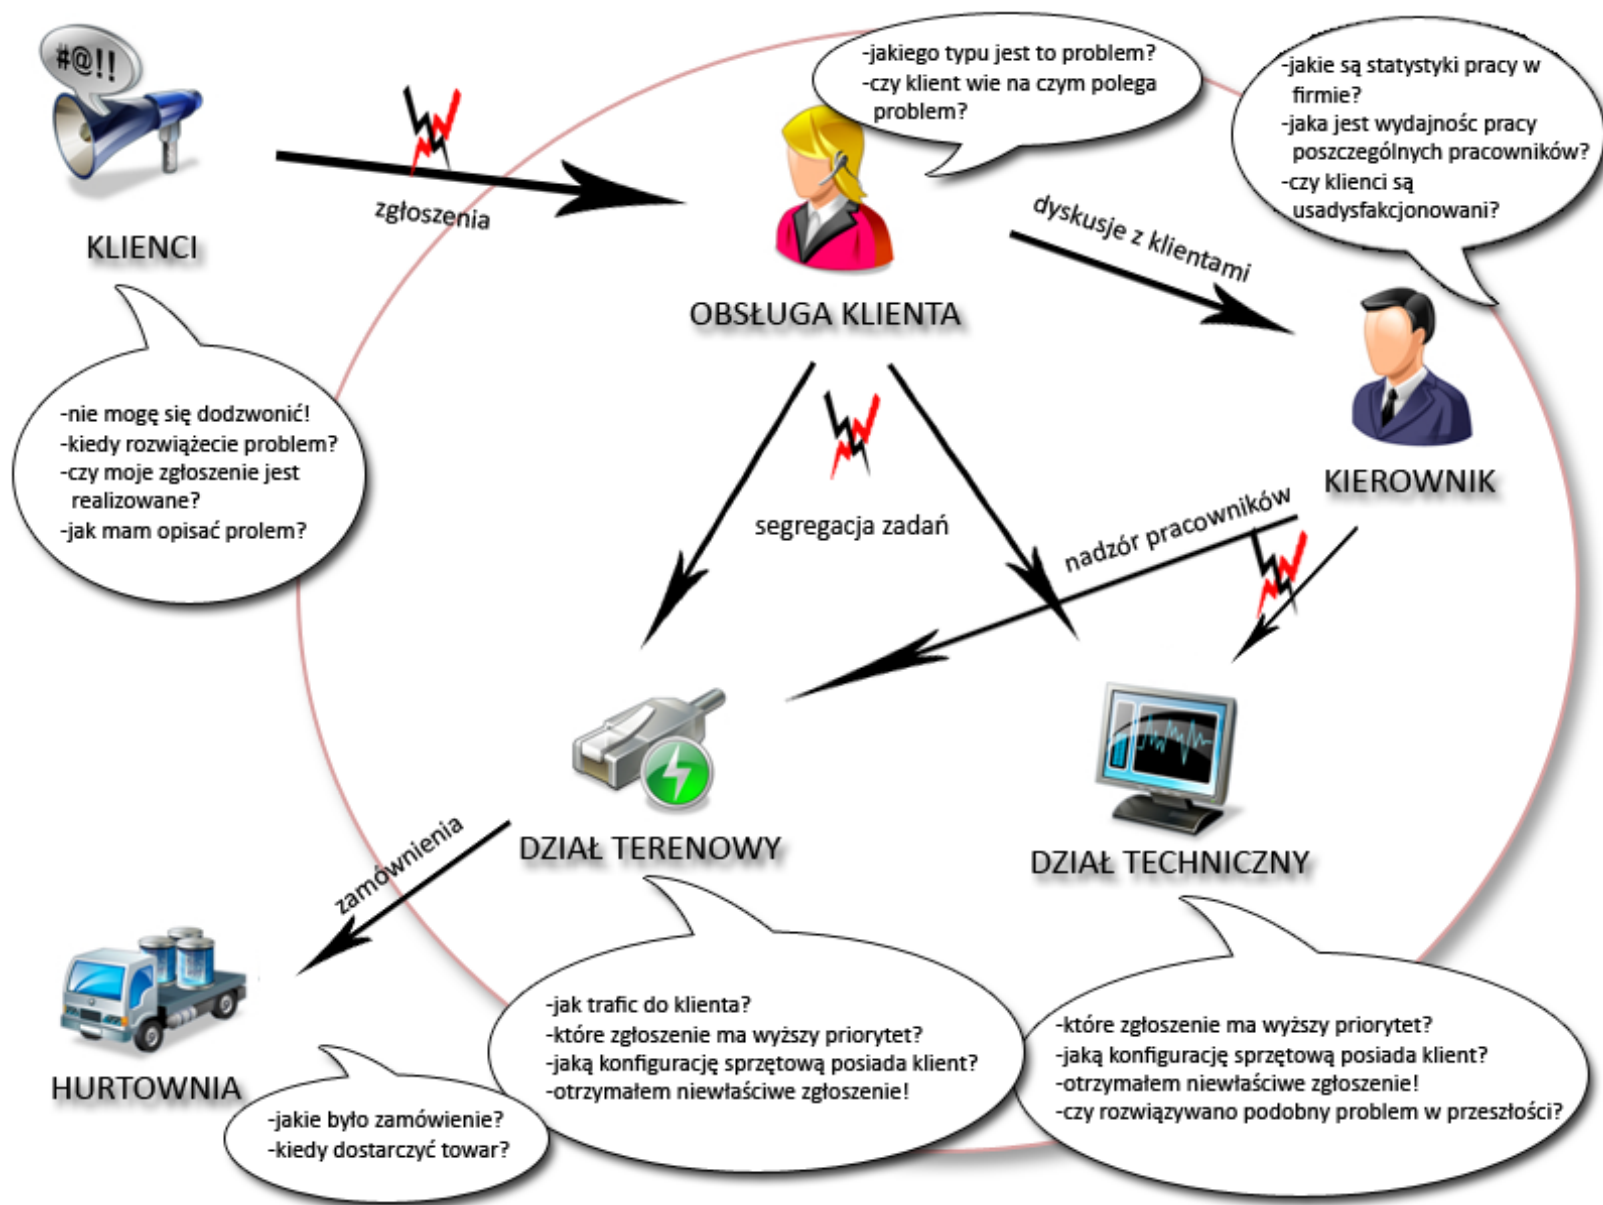 #@!!
KLIENCI
zgłoszenia
-jakiego typu jest to problem?
-czy klient wie na czym polega
problem?
OBSŁUGA KLIENTA
dyskusje z klientami
-jakie są statystyki pracy w
firmie?
-jaka jest wydajnośc pracy
poszczególnych pracowników?
-czy klienci są
usadysfakcjonowani?
KIEROWNIK
-nie mogę się dodzwonić!
-kiedy rozwiążecie problem?
-czy moje zgłoszenie jest
realizowane?
-jak mam opisać prolem?
segregacja zadań
nadzór pracowników
DZIAŁ TERENOWY
DZIAŁ TECHNICZNY
zamównienia
HURTOWNIA
-jakie było zamówienie?
-kiedy dostarczyć towar?
-jak trafic do klienta?
-które zgłoszenie ma wyższy priorytet?
-jaką konfigurację sprzętową posiada klient?
-otrzymałem niewłaściwe zgłoszenie!
-które zgłoszenie ma wyższy priorytet?
-jaką konfigurację sprzętową posiada klient?
-otrzymałem niewłaściwe zgłoszenie!
-czy rozwiązywano podobny problem w przeszłości?